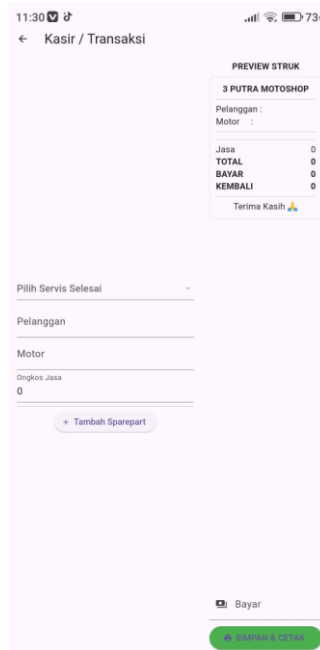 11:30 73
← Kasir / Transaksi
PREVIEW STRUK
3 PUTRA MOTOSHOP
Pelanggan :
Motor :
Jasa 0
TOTAL 0
BAYAR 0
KEMBALI 0
Terima Kasih 🙏
Pilih Servis Selesai
Pelanggan
Motor
Ongkos Jasa
0
+ Tambah Sparepart
Bayar
SIMPAN & CETAK